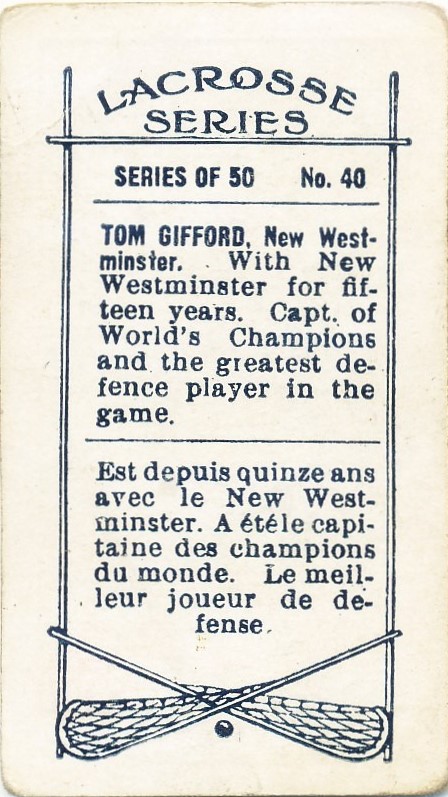 LACROSSE
SERIES
SERIES OF 50 No. 40
TOM GIFFORD, New West-
minster. With New
Westminster for fif-
teen years. Capt. of
World's Champions
and the greatest de-
fence player in the
game.
Est depuis quinze ans
avec le New West-
minster. A étéle capi-
taine des champions
du monde. Le meil-
leur joueur de de-
fense.